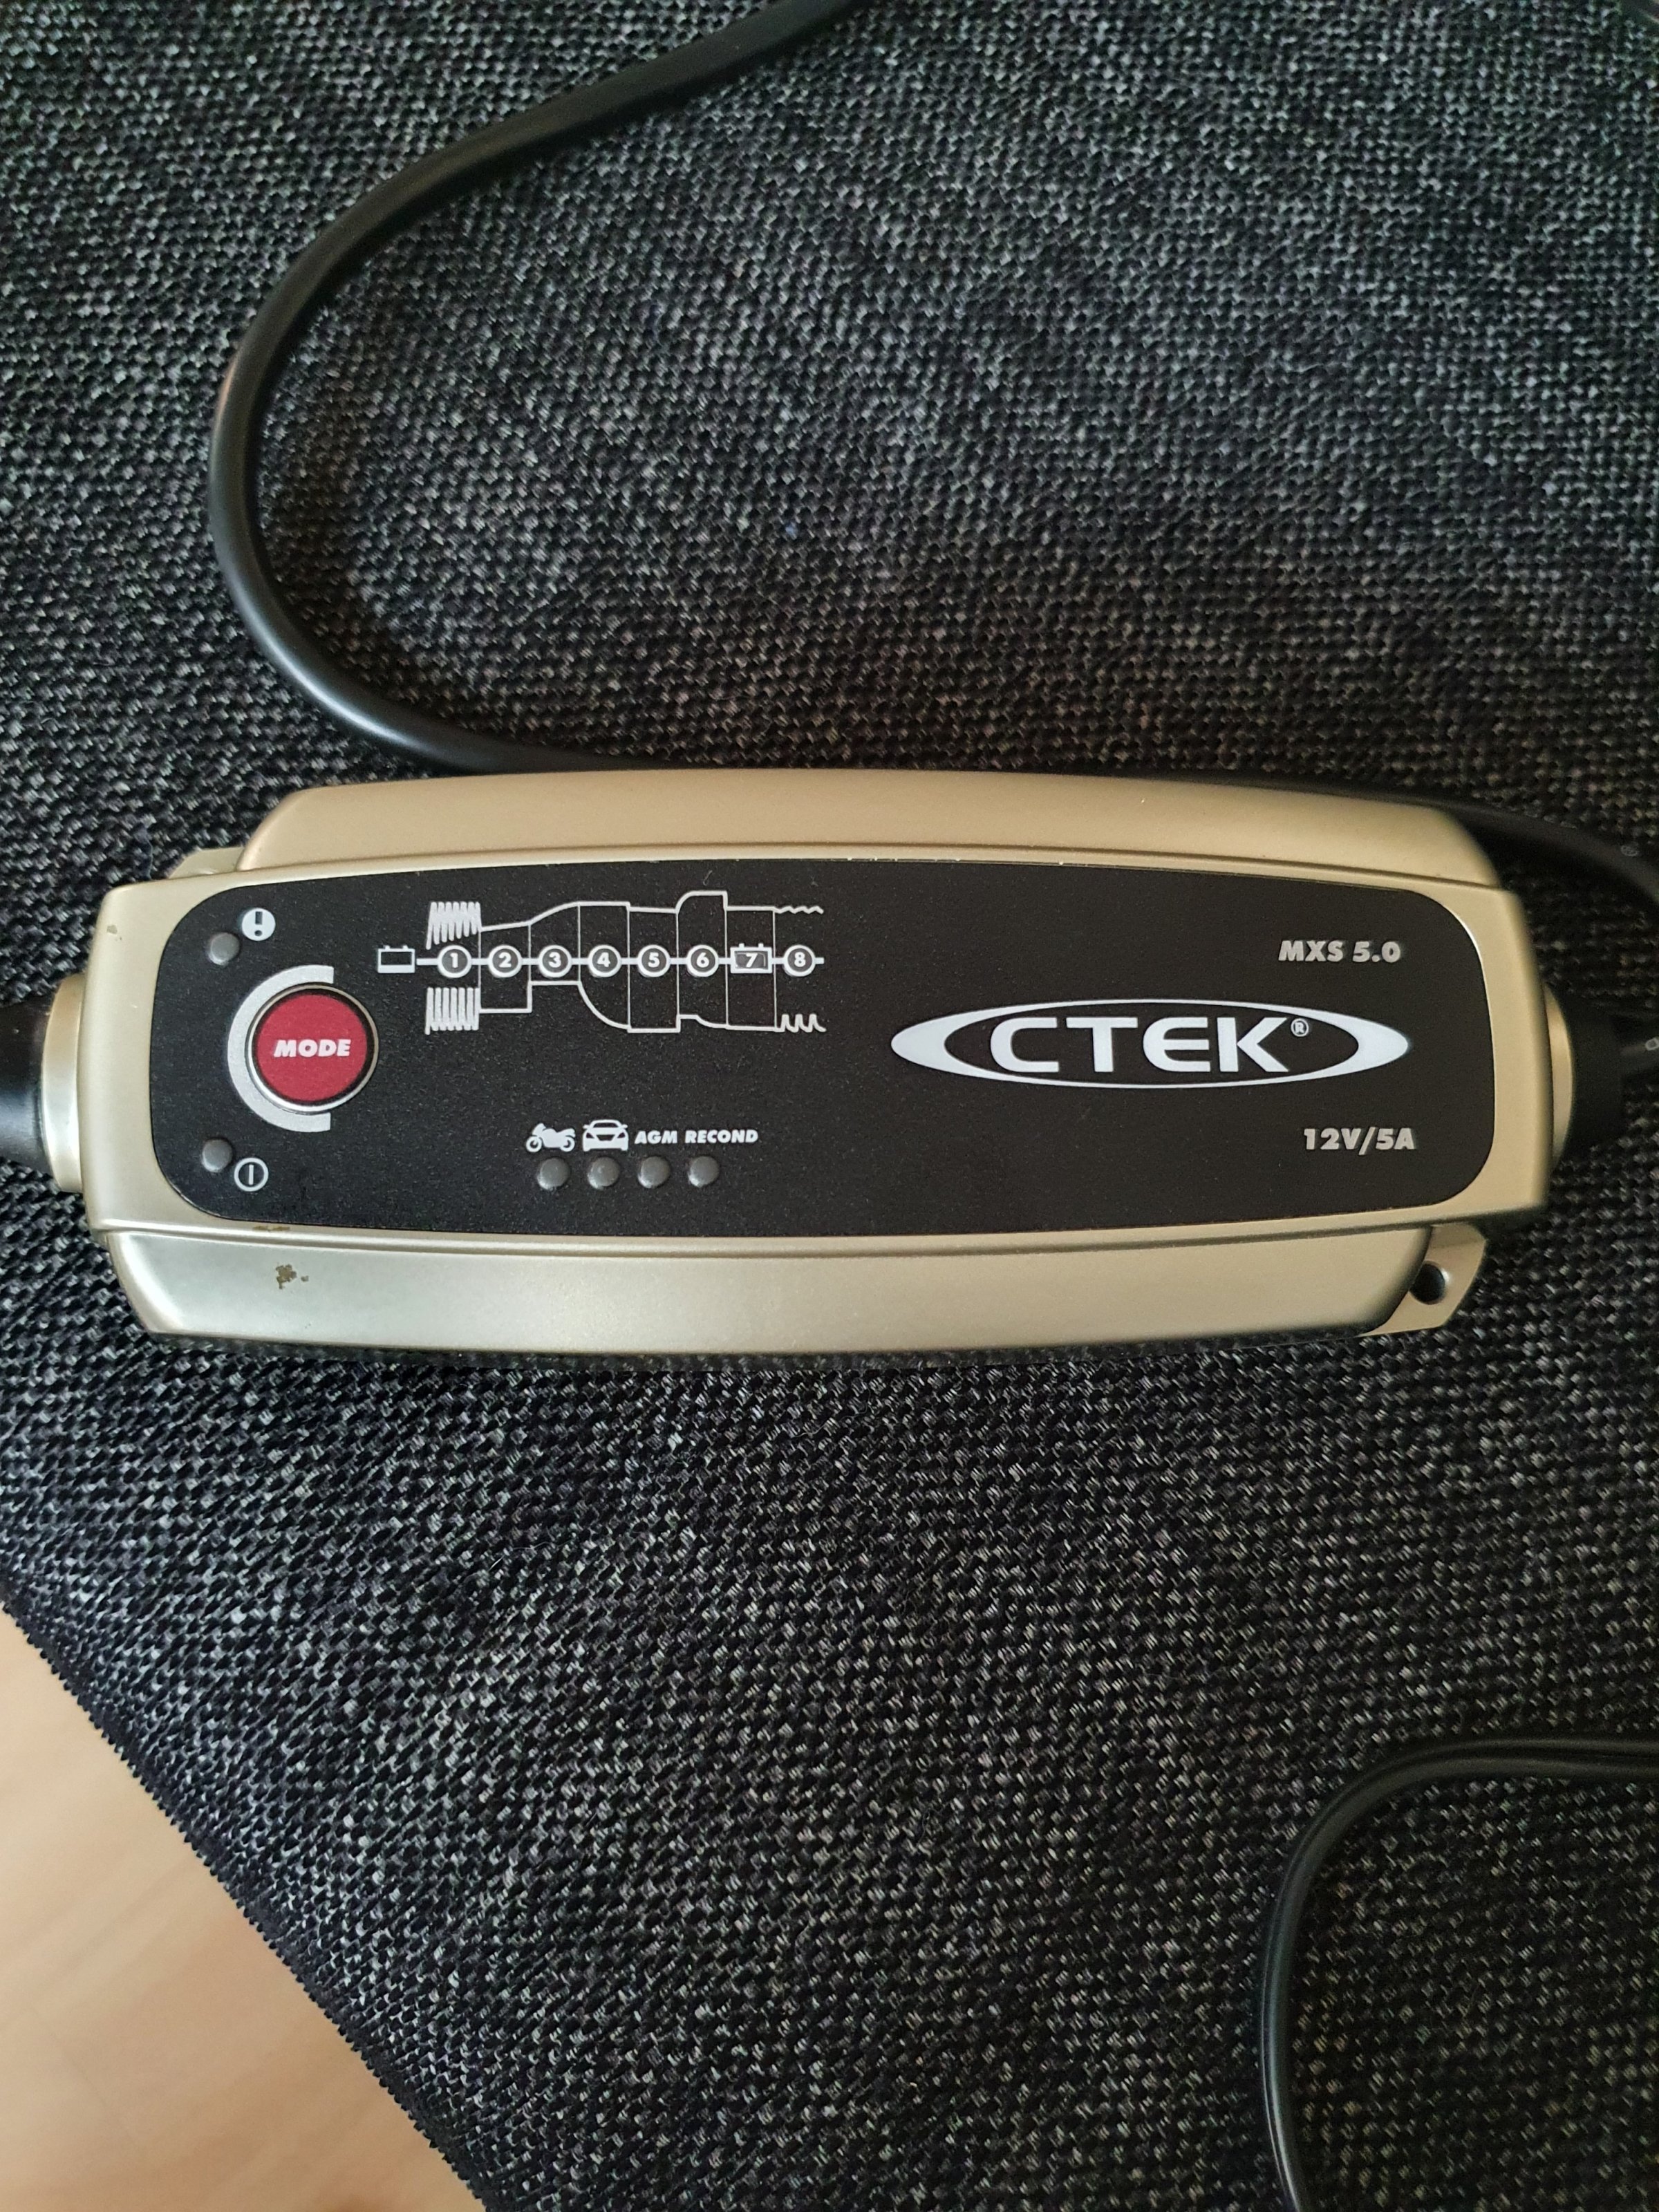 MXS 5.0
1 2 3 4 5 6 7 8
MODE
CTEK®
AGM RECOND
12V/5A